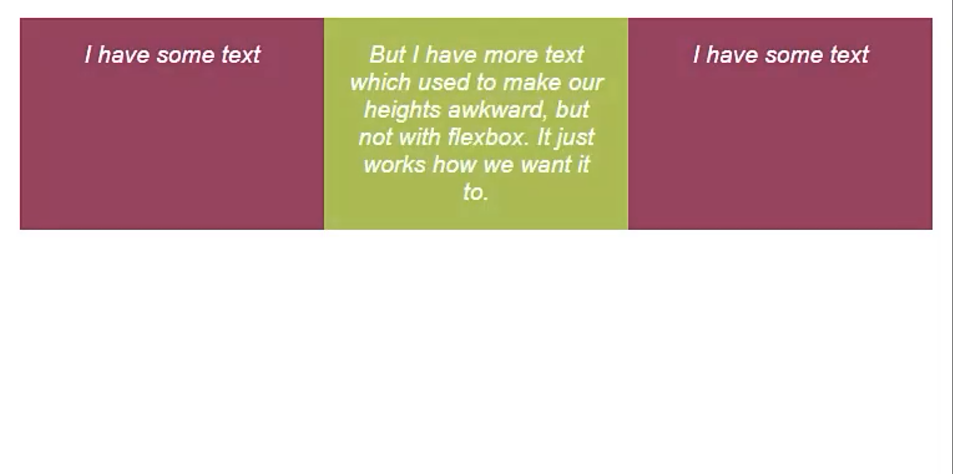 I have some text
But I have more text
which used to make our
heights awkward, but
not with flexbox. It just
works how we want it
to.
I have some text